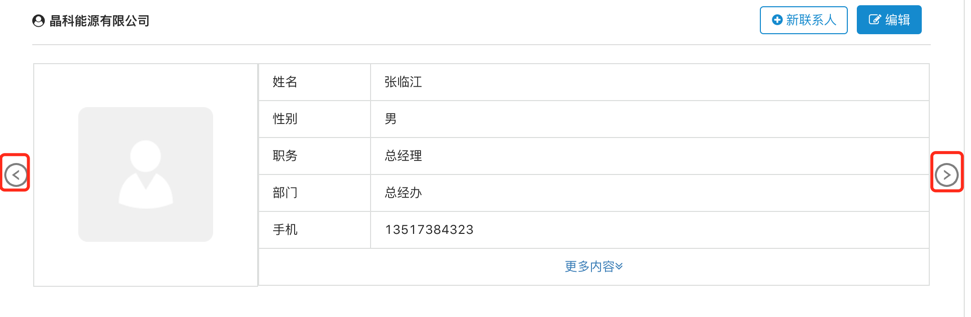 晶科能源有限公司
新联系人 编辑
姓名 张临江
性别 男
职务 总经理
部门 总经办
手机 13517384323
更多内容